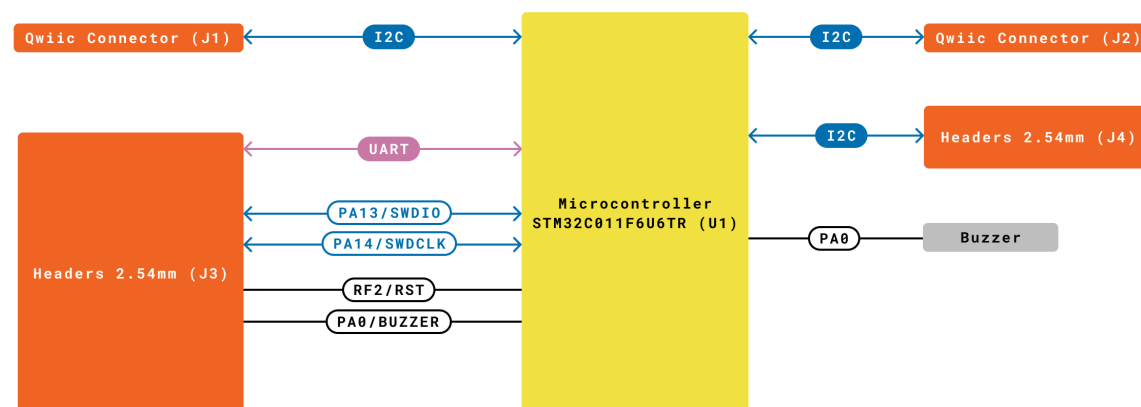 Qwiic Connector (J1)
I2C
I2C
Qwiic Connector (J2)
UART
I2C
Headers 2.54mm (J4)
Microcontroller
STM32C011F6U6TR (U1)
PA13/SWDIO
PA14/SWDCLK
PA0
Buzzer
Headers 2.54mm (J3)
RF2/RST
PA0/BUZZER